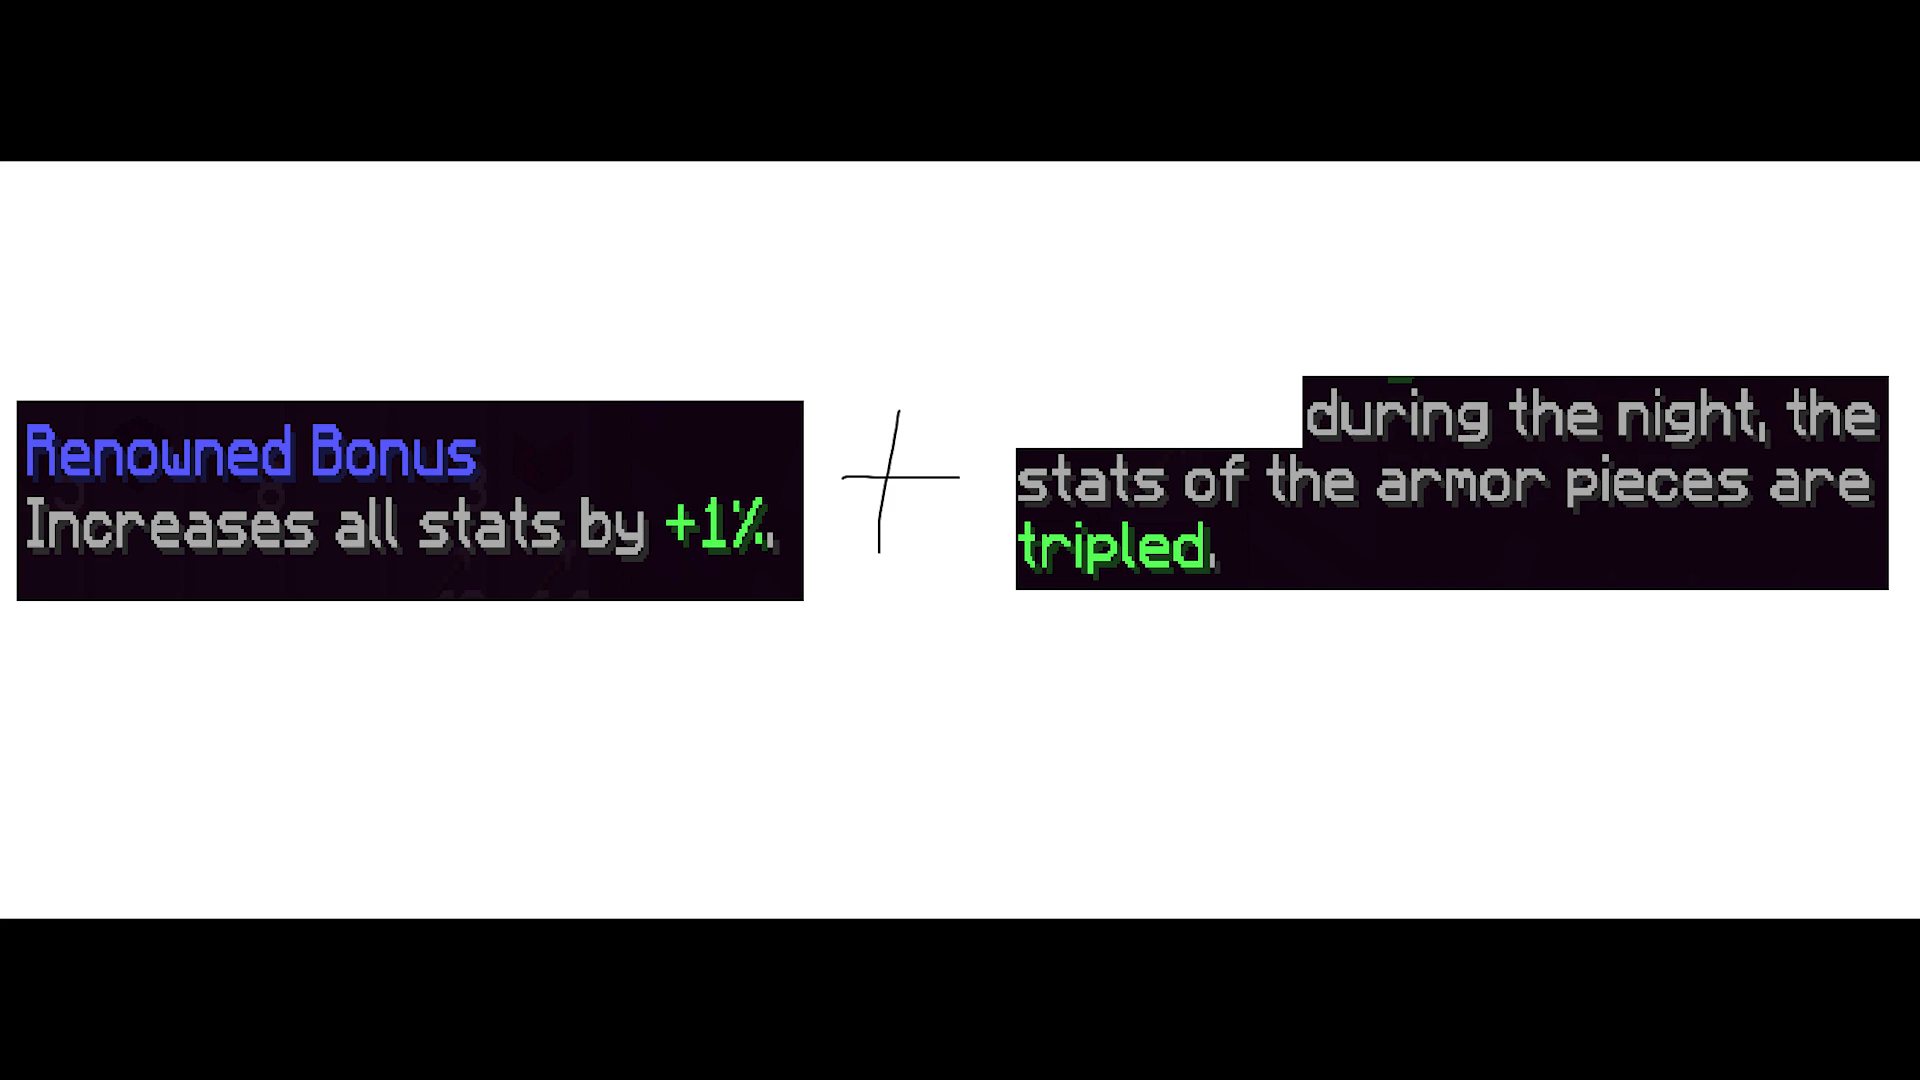 Renowned Bonus
Increases all stats by +1%.
+
during the night, the
stats of the armor pieces are
tripled.